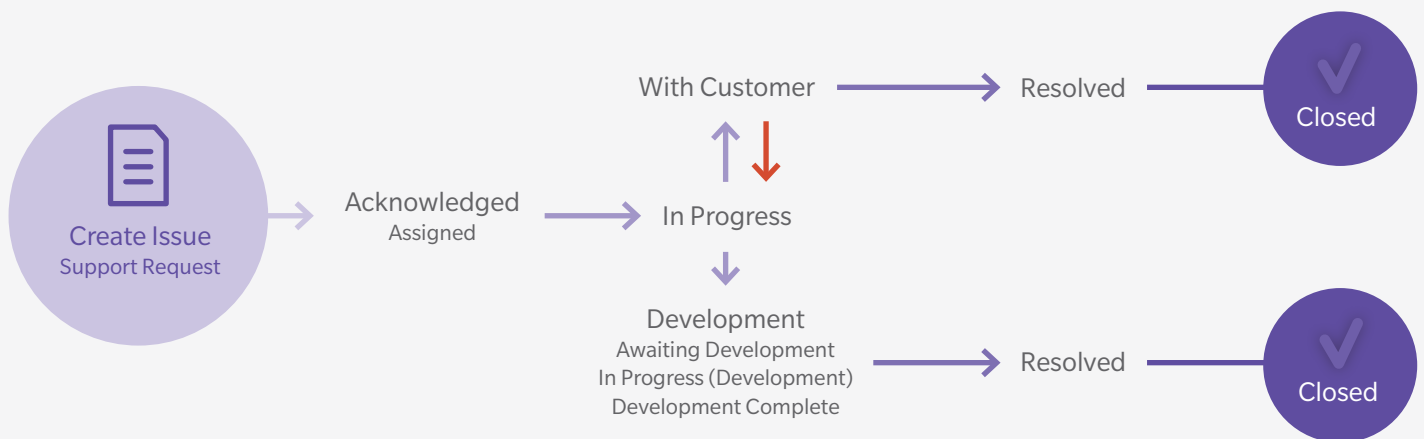 Create Issue
Support Request
Acknowledged
Assigned
With Customer
In Progress
Development
Awaiting Development
In Progress (Development)
Development Complete
Resolved
Closed
Resolved
Closed